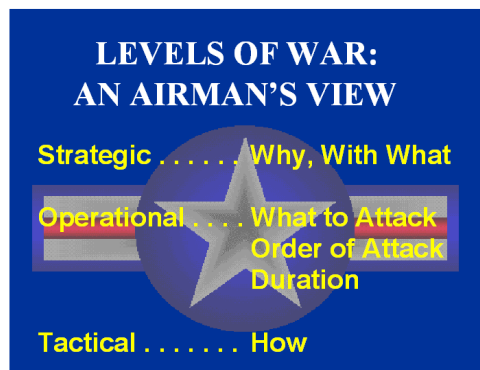 LEVELS OF WAR:
AN AIRMAN'S VIEW
Strategic . . . . . . Why, With What
Operational . . . . What to Attack
Order of Attack
Duration
Tactical . . . . . . . How